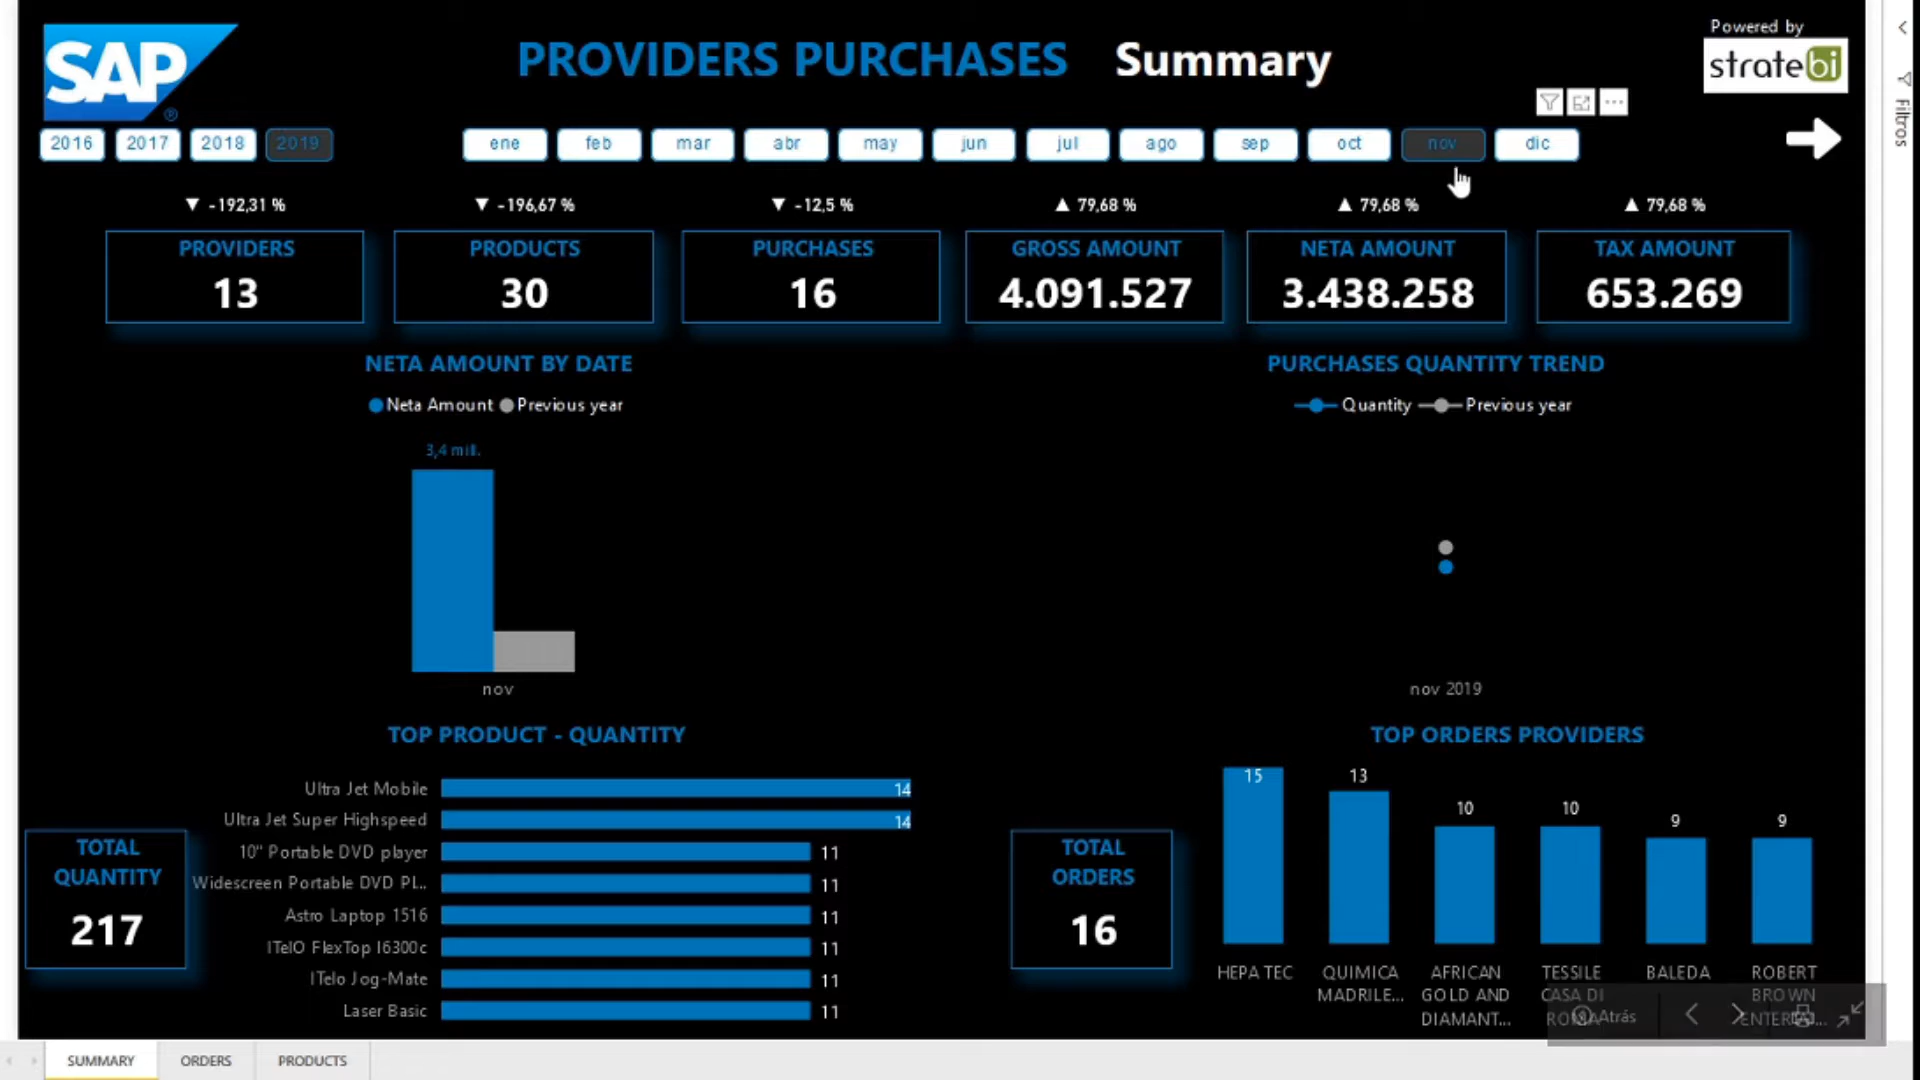 SAP
®
PROVIDERS PURCHASES Summary
Powered by
stratebi
2016 2017 2018 2019
ene feb mar abr may jun jul ago sep oct nov dic
Filtros
▼ -192,31 % ▼ -196,67 % ▼ -12,5 % ▲ 79,68 % ▲ 79,68 % ▲ 79,68 %
PROVIDERS PRODUCTS PURCHASES GROSS AMOUNT NETA AMOUNT TAX AMOUNT
13 30 16 4.091.527 3.438.258 653.269
NETA AMOUNT BY DATE
Neta Amount Previous year
3,4 mill.
nov
PURCHASES QUANTITY TREND
Quantity Previous year
nov 2019
TOP PRODUCT - QUANTITY
TOTAL
QUANTITY
217
Ultra Jet Mobile 14
Ultra Jet Super Highspeed 14
10" Portable DVD player 11
Widescreen Portable DVD Pl... 11
Astro Laptop 1516 11
ITelO FlexTop I6300c 11
ITelo Jog-Mate 11
Laser Basic 11
TOP ORDERS PROVIDERS
TOTAL
ORDERS
16
15 13 10 10 9 9
HEPA TEC QUIMICA AFRICAN TESSILE BALEDA ROBERT
MADRILE... GOLD AND CASA DI BROWN
DIAMANT... ROMA ENTERP...
Atrás
SUMMARY ORDERS PRODUCTS